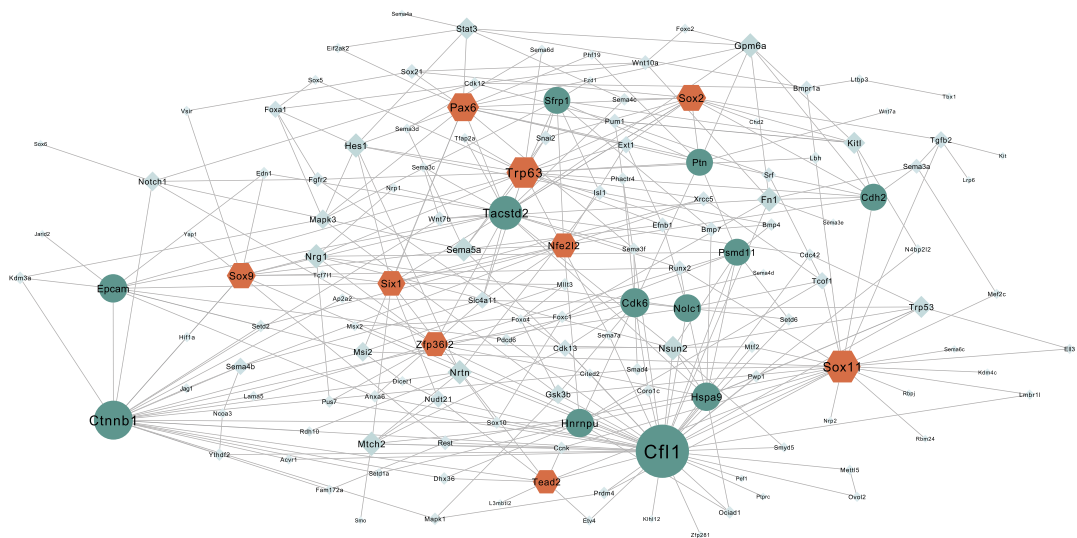 Sema4a
Stat3
Foxc2
Gpm6a
Eif2ak2
Sema6d
Phf19
Wnt10a
Sox21
Sox5
Cdk12
Fzd1
Bmpr1a
Lfbp3
Tbx1
Vsir
Foxa1
Pax6
Sfrp1
Sema4c
Sox2
Wnt7a
Sema3d
Tfap2a
Snai2
Pum1
Chd2
Sox6
Hes1
Ext1
Kitl
Tgfb2
Kit
Lbh
Ptn
Sema3c
Trp63
Edn1
Fgfr2
Notch1
Nrp1
Phactr4
Srf
Sema3a
Lrp6
Isl1
Xrcc5
Fn1
Cdh2
Mapk3
Wnt7b
Tacstd2
Efnb1
Bmp7
Bmp4
Sema3e
Jarid2
Yap1
Sema5a
Nfe2l2
Sema3f
Psmd11
N4bp2l2
Nrg1
Cdc42
Kdm3a
Sox9
Tcf7l1
Six1
Mllt3
Runx2
Sema4d
Tcof1
Epcam
Ap2a2
Slc4a11
Cdk6
Nolc1
Mef2c
Trp53
Foxo4
Foxc1
Setd6
Hif1a
Setd2
Msx2
Zfp36l2
Pdcd6
Sema7a
Cdk13
Nsun2
Mtf2
Msi2
Sema6c
Ell3
Sema4b
Nrtn
Cited2
Smad4
Sox11
Kdm4c
Jag1
Dicer1
Pwp1
Lama5
Anxa6
Nudt21
Gsk3b
Coro1c
Hspa9
Rbpj
Lmbr1l
Pus7
Ncoa3
Ctnnb1
Sox10
Hnrnpu
Nrp2
Rdh10
Mtch2
Rest
Ccnk
Cfl1
Smyd5
Rbm24
Ythdf2
Acvr1
Setd1a
Dhx36
Tead2
Pef1
Mettl5
Fam172a
Prdm4
Ptprc
Ovol2
L3mbtl2
Ociad1
Smo
Mapk1
Etv4
Klhl12
Zfp281